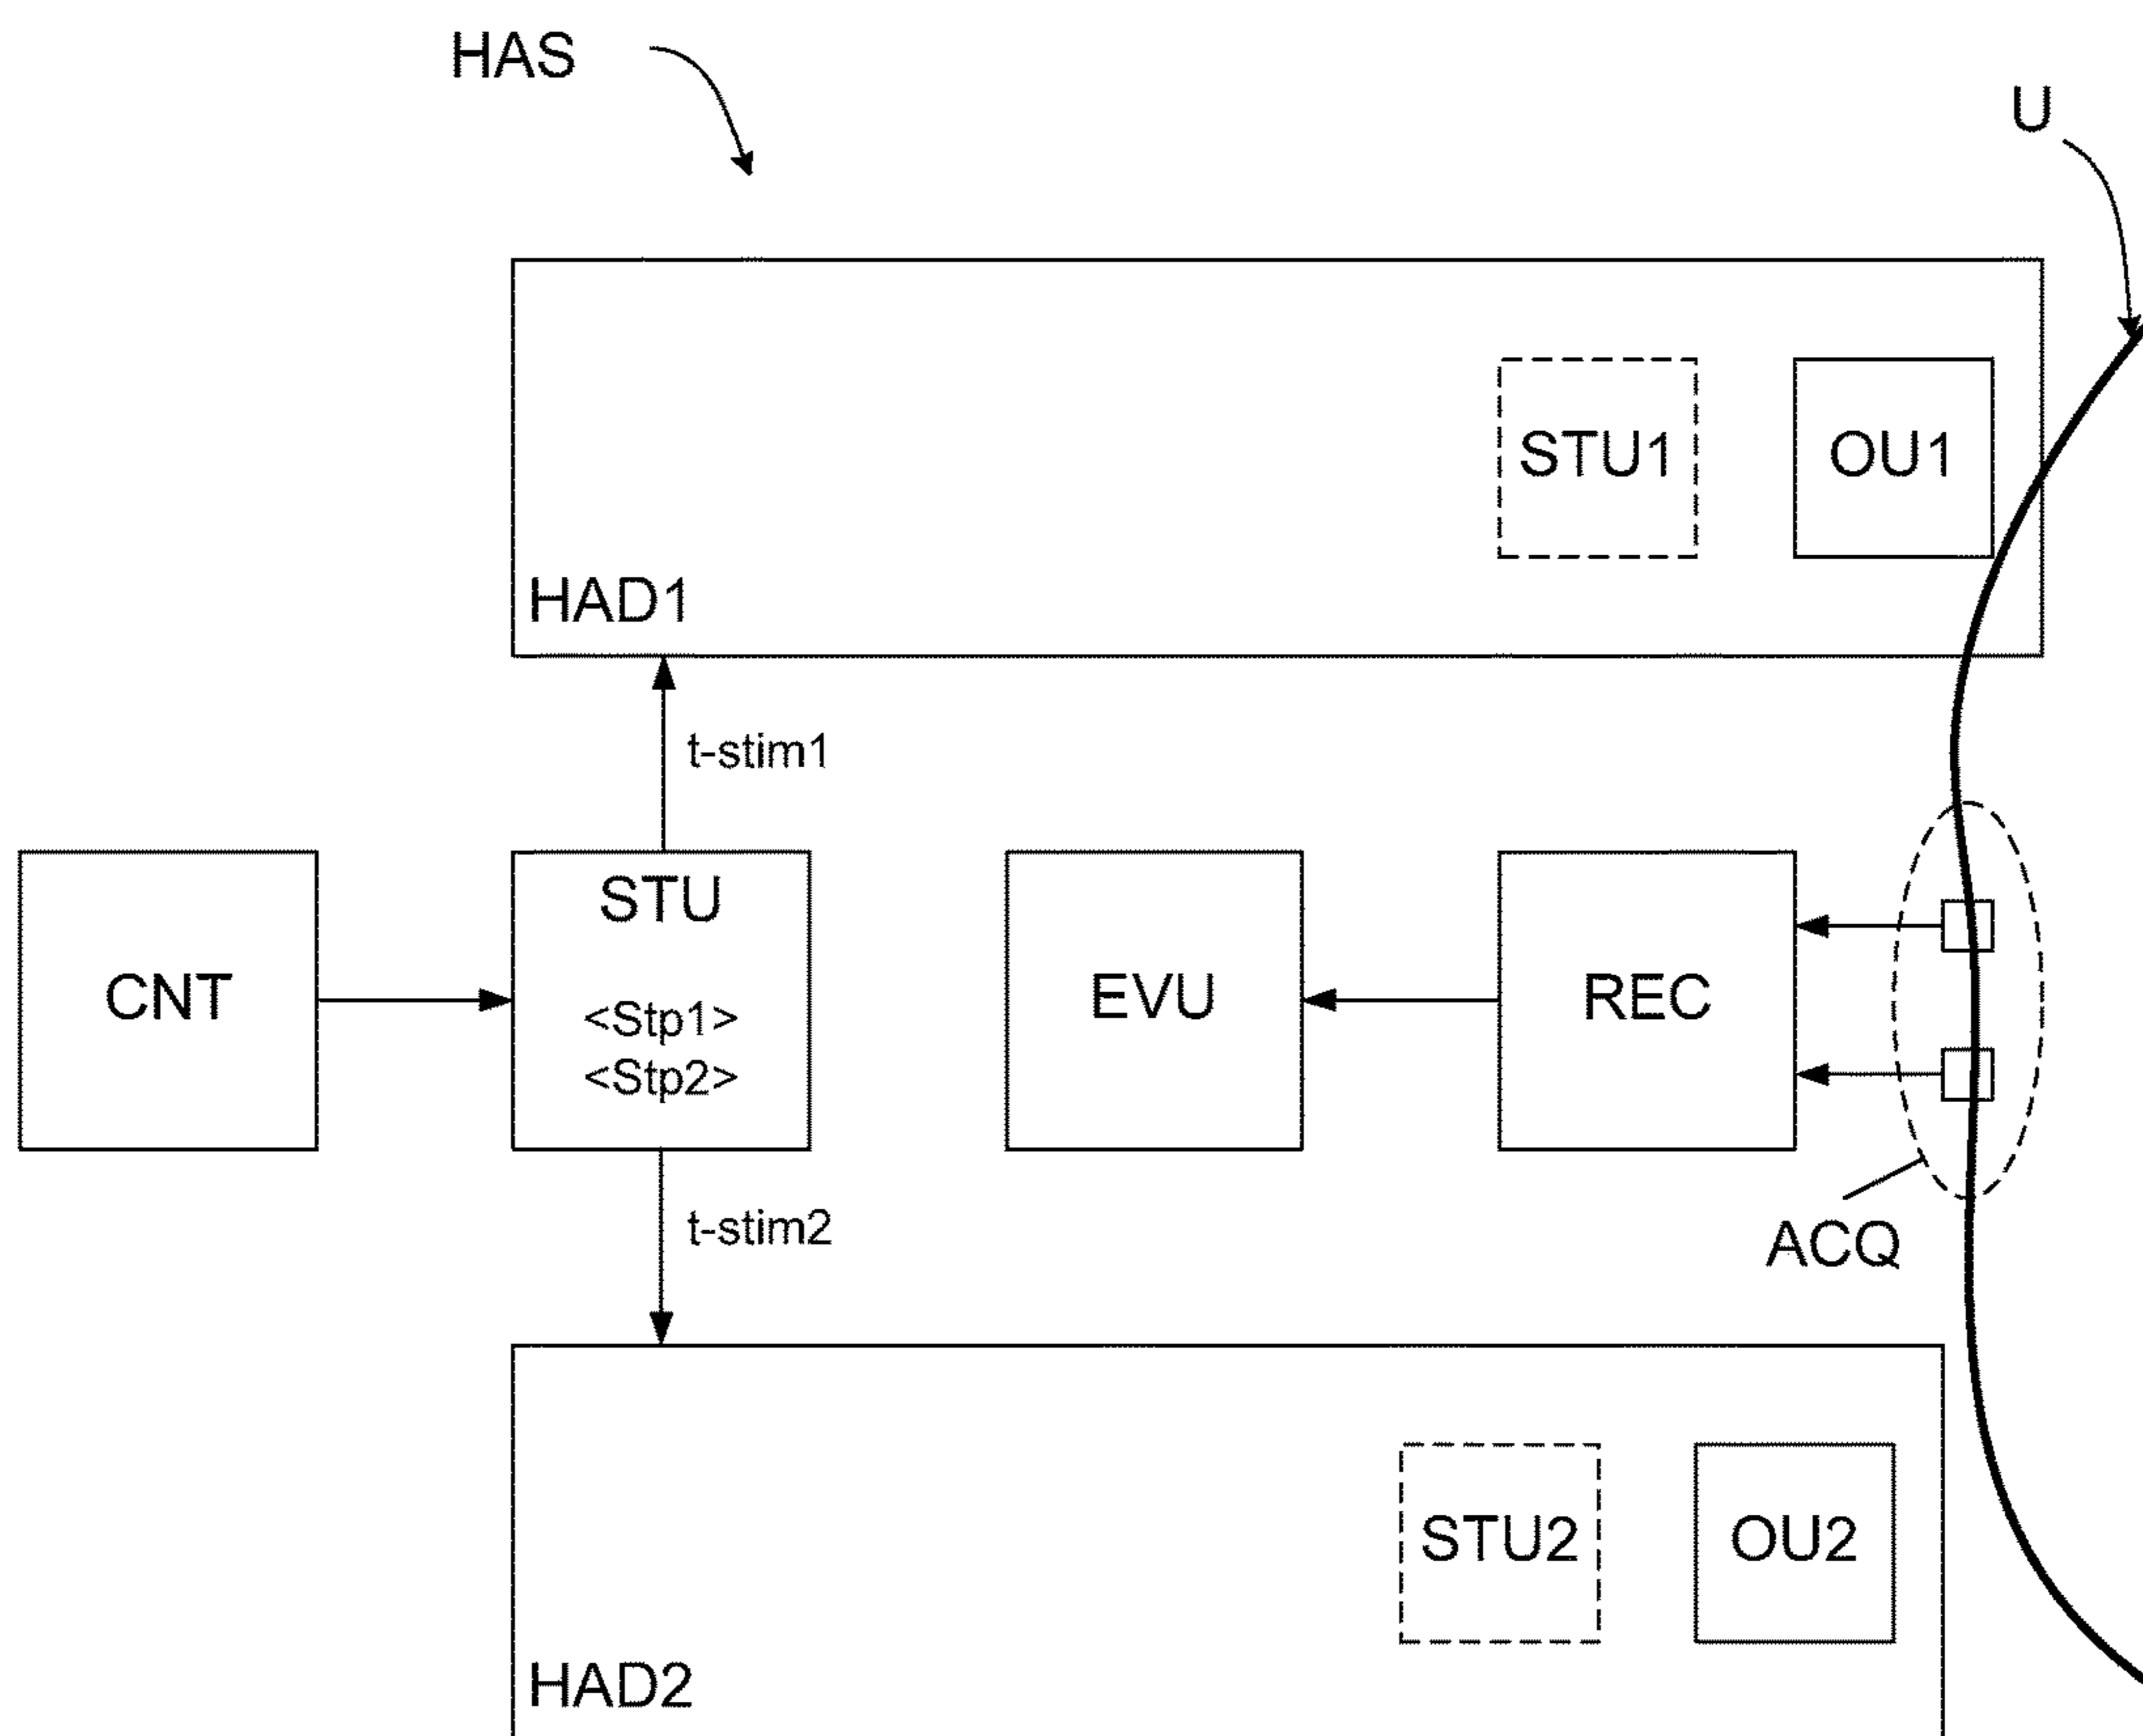 HAS
U
STU1
OU1
HAD1
t-stim1
CNT
STU
<Stp1>
<Stp2>
EVU
REC
t-stim2
ACQ
STU2
OU2
HAD2